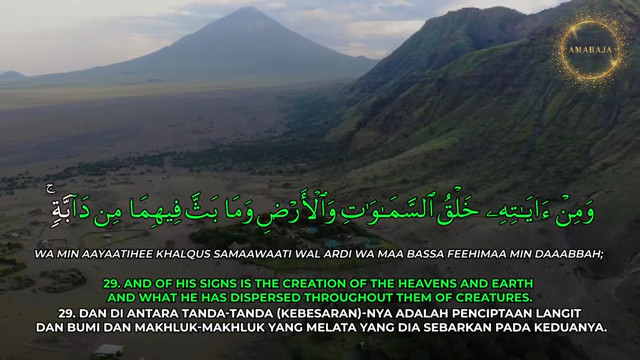 AMARAJA
وَمِنْ ءَايَـٰتِهِۦ خَلْقُ ٱلسَّمَـٰوَٰتِ وَٱلْأَرْضِ وَمَا بَثَّ فِيهِمَا مِن دَآبَّةٍۢ ۚ
WA MIN AAYAATIHEE KHALQUS SAMAAWAATI WAL ARDI WA MAA BASSA FEEHIMAA MIN DAAABBAH;
29. AND OF HIS SIGNS IS THE CREATION OF THE HEAVENS AND EARTH
AND WHAT HE HAS DISPERSED THROUGHOUT THEM OF CREATURES.
29. DAN DI ANTARA TANDA-TANDA (KEBESARAN)-NYA ADALAH PENCIPTAAN LANGIT
DAN BUMI DAN MAKHLUK-MAKHLUK YANG MELATA YANG DIA SEBARKAN PADA KEDUANYA.